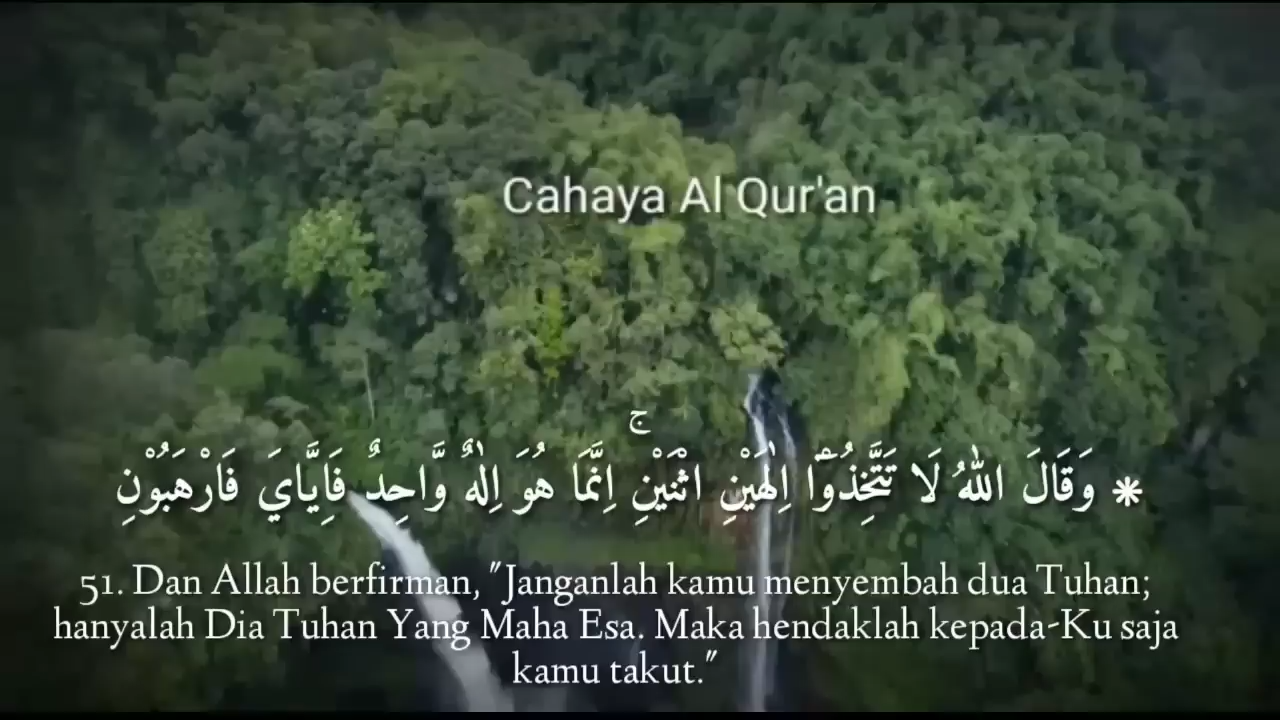 Cahaya Al Qur'an
۞ وَقَالَ اللّٰهُ لَا تَتَّخِذُوْٓا اِلٰهَيْنِ اثْنَيْنِۚ اِنَّمَا هُوَ اِلٰهٌ وَّاحِدٌ فَاِيَّايَ فَارْهَبُوْنِ
51. Dan Allah berfirman, "Janganlah kamu menyembah dua Tuhan;
hanyalah Dia Tuhan Yang Maha Esa. Maka hendaklah kepada-Ku saja
kamu takut."